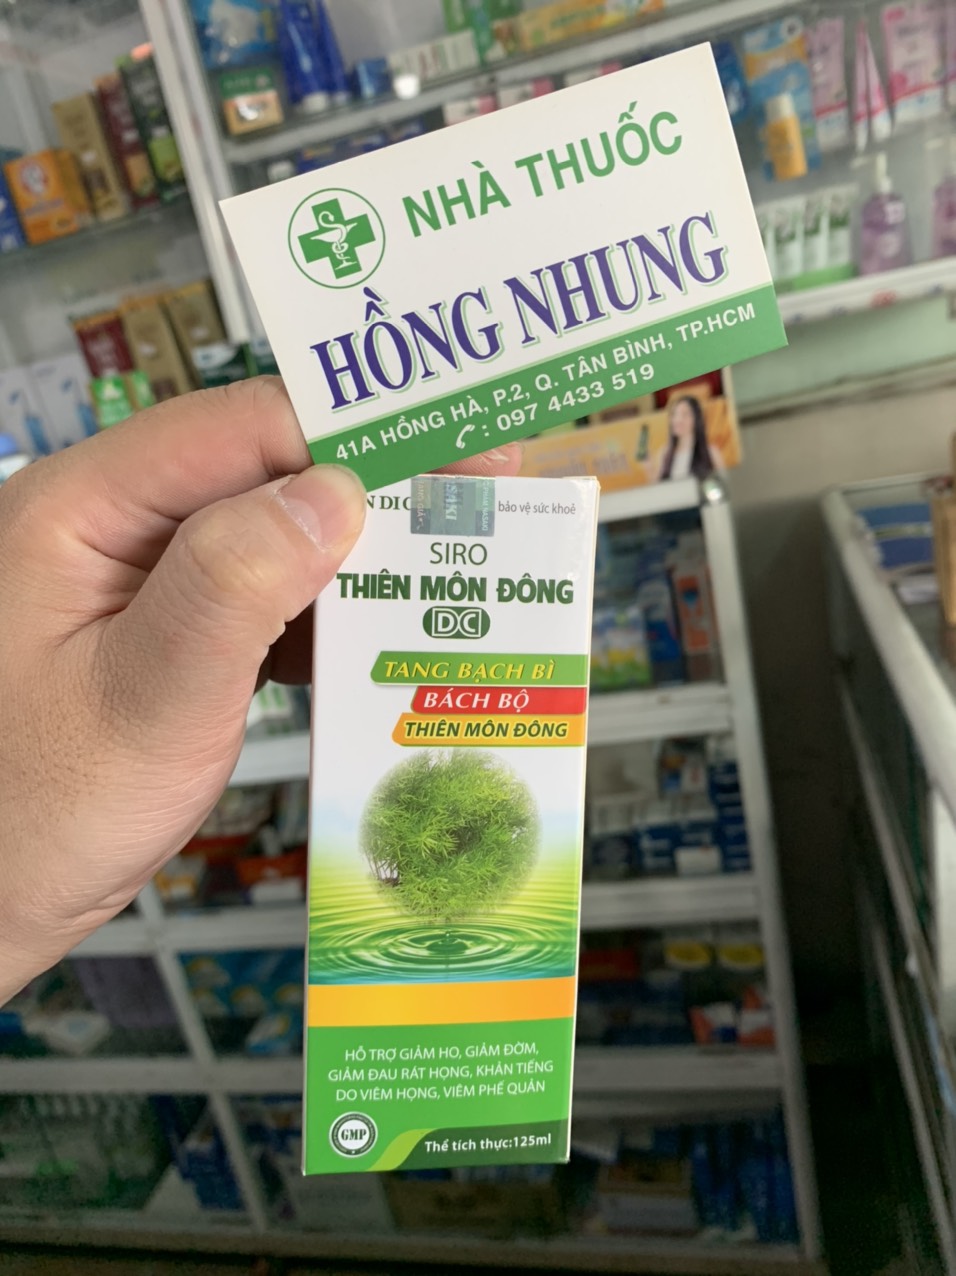 NHÀ THUỐC
HỒNG NHUNG
41A HỒNG HÀ, P.2, Q. TÂN BÌNH, TP.HCM
: 097 4433 519
bảo vệ sức khoẻ
SIRO
THIÊN MÔN ĐÔNG
DC
TANG BẠCH BÌ
BÁCH BỘ
THIÊN MÔN ĐÔNG
HỖ TRỢ GIẢM HO, GIẢM ĐỜM,
GIẢM ĐAU RÁT HỌNG, KHẢN TIẾNG
DO VIÊM HỌNG, VIÊM PHẾ QUẢN
GMP
Thể tích thực:125ml